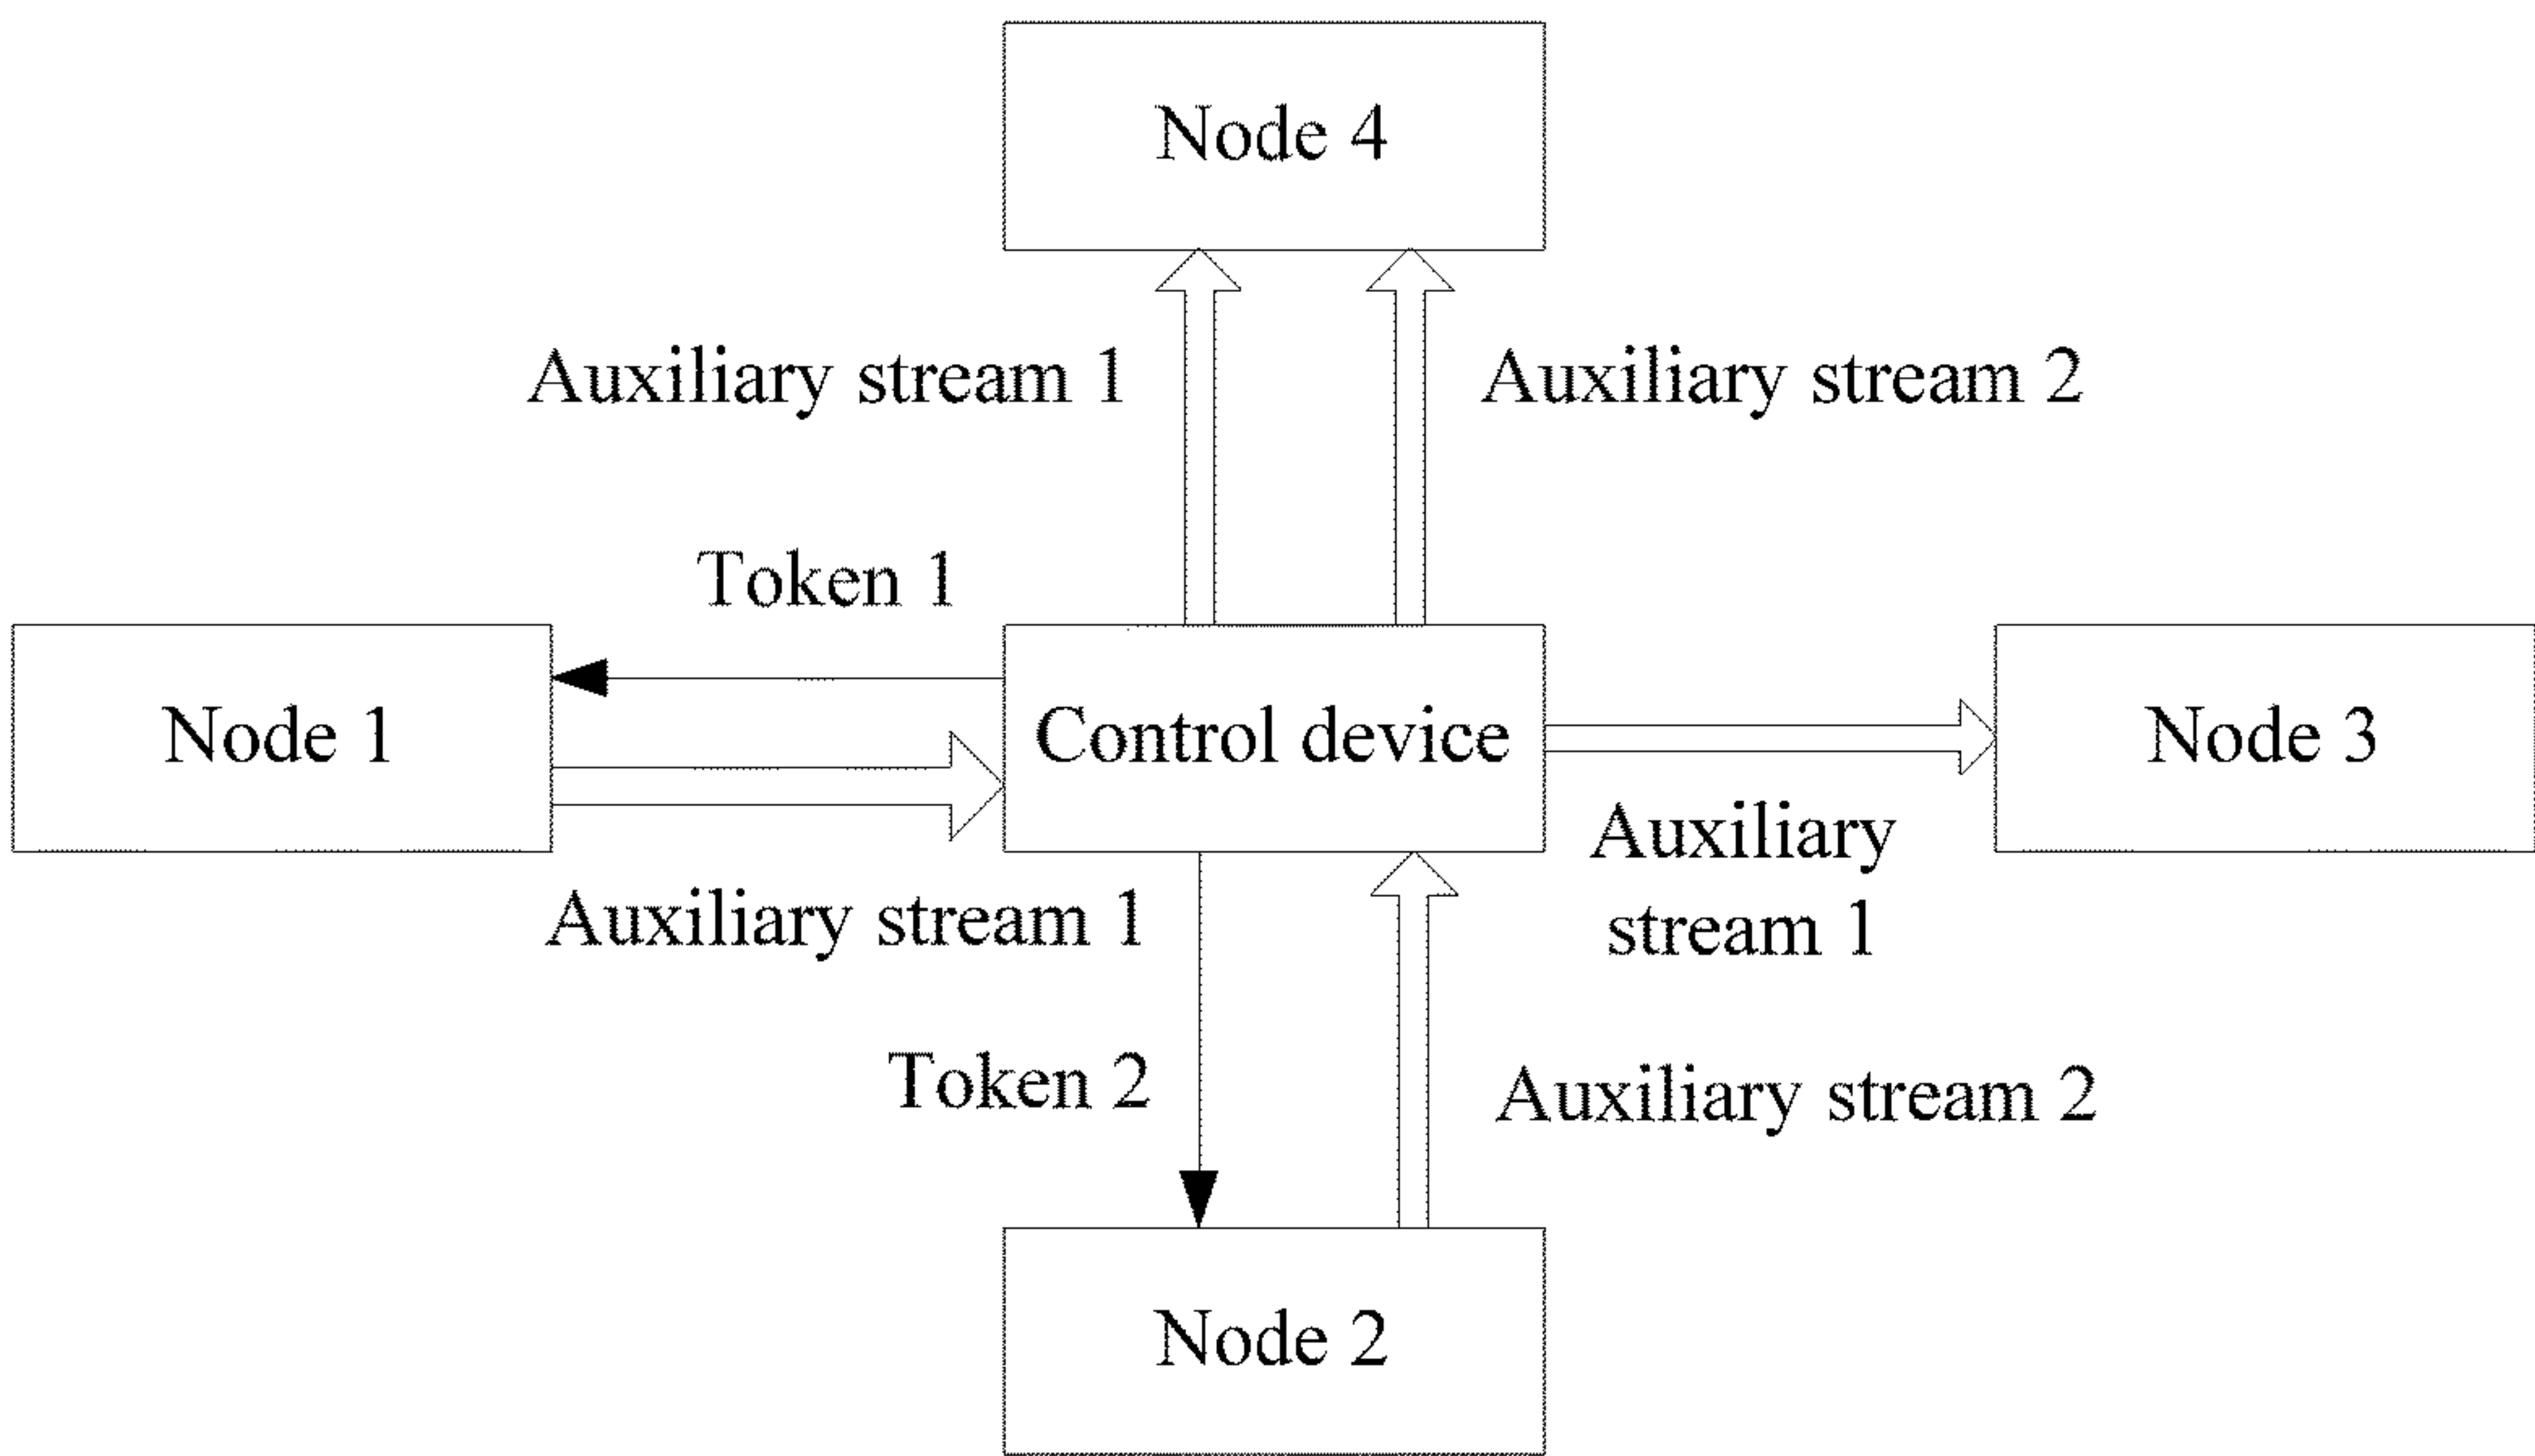 Node 4
Auxiliary stream 1
Auxiliary stream 2
Token 1
Node 1
Control device
Node 3
Auxiliary
stream 1
Auxiliary stream 1
Token 2
Auxiliary stream 2
Node 2